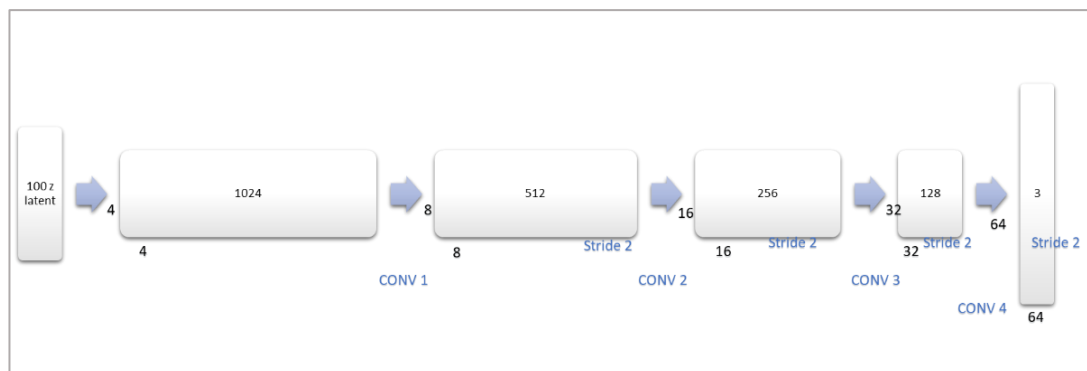 100 z
latent
4
1024
4
CONV 1
8
512
8
Stride 2
CONV 2
16
256
16
Stride 2
CONV 3
32
128
32
Stride 2
CONV 4
64
3
Stride 2
64